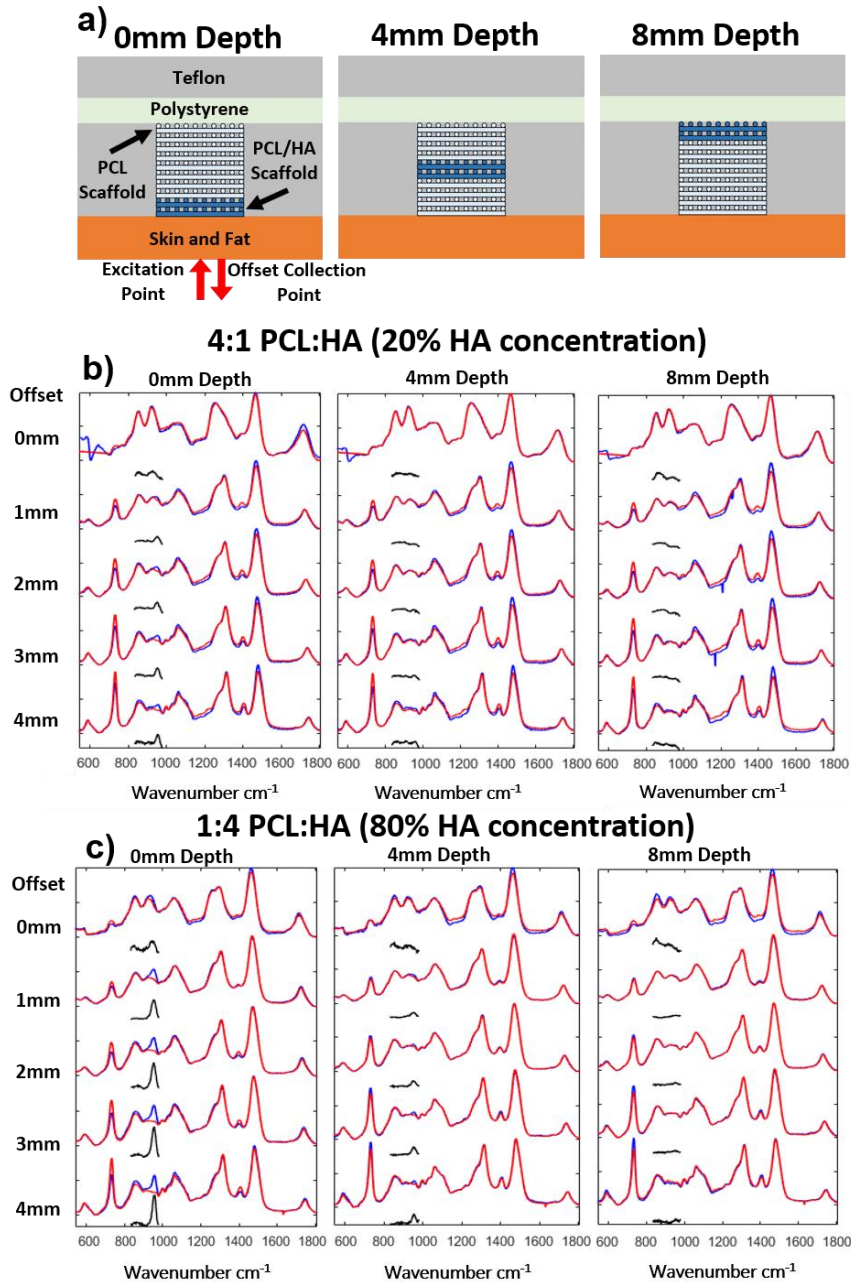 a)
0mm Depth
4mm Depth
8mm Depth
Teflon
Polystyrene
PCL
Scaffold
PCL/HA
Scaffold
Skin and Fat
Excitation
Point
Offset Collection
Point
4:1 PCL:HA (20% HA concentration)
b)
0mm Depth
4mm Depth
8mm Depth
Offset
0mm
1mm
2mm
3mm
4mm
600 800 1000 1200 1400 1600 1800
600 800 1000 1200 1400 1600 1800
600 800 1000 1200 1400 1600 1800
Wavenumber cm⁻¹
Wavenumber cm⁻¹
Wavenumber cm⁻¹
1:4 PCL:HA (80% HA concentration)
c)
0mm Depth
4mm Depth
8mm Depth
Offset
0mm
1mm
2mm
3mm
4mm
600 800 1000 1200 1400 1600 1800
600 800 1000 1200 1400 1600 1800
600 800 1000 1200 1400 1600 1800
Wavenumber cm⁻¹
Wavenumber cm⁻¹
Wavenumber cm⁻¹